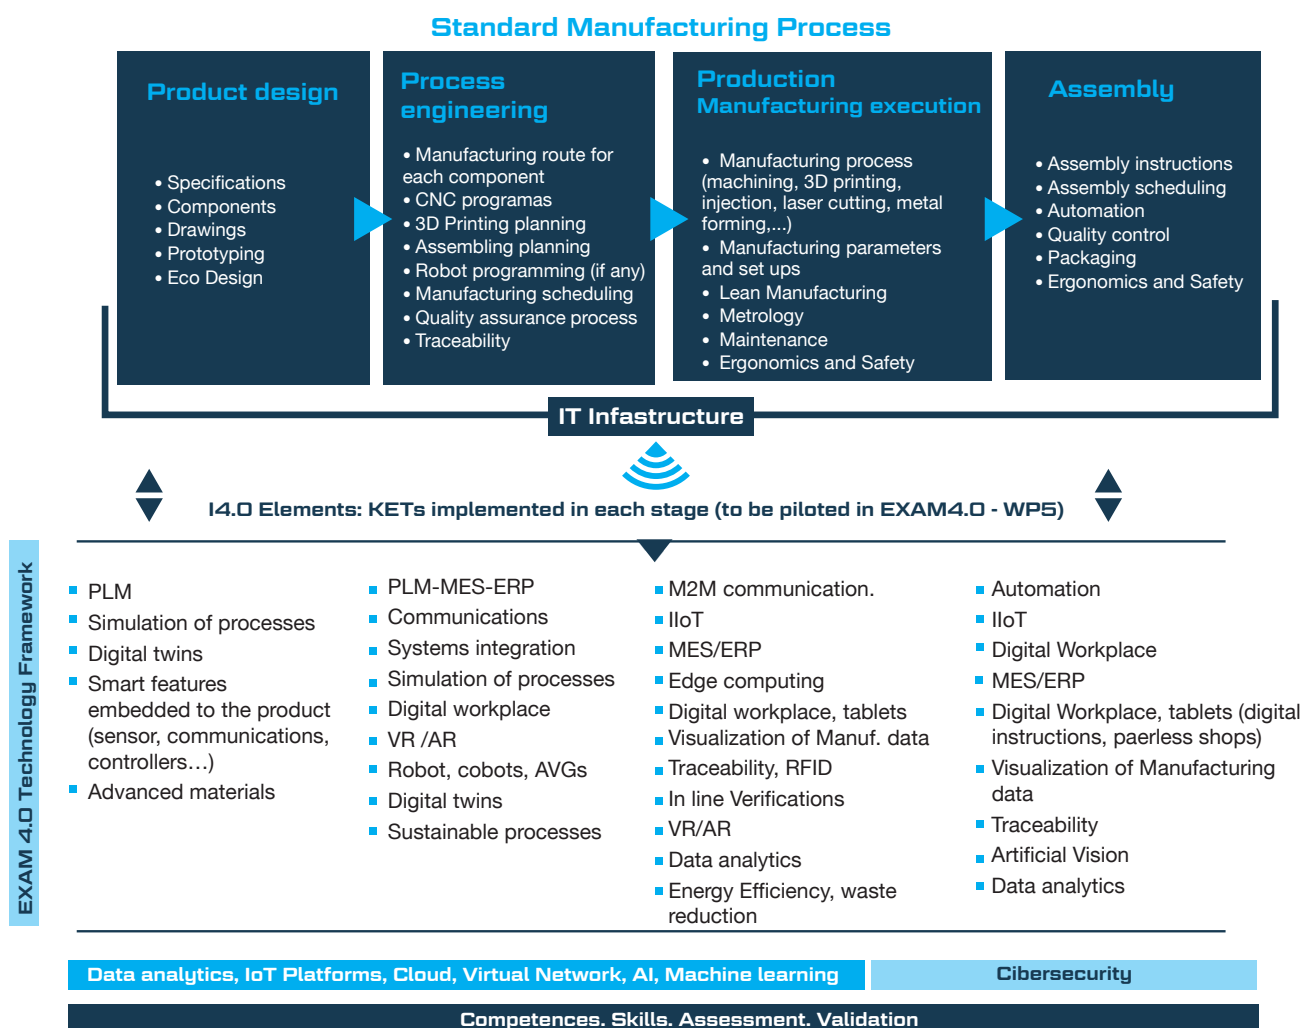 Standard Manufacturing Process
Product design
• Specifications
• Components
• Drawings
• Prototyping
• Eco Design
Process
engineering
• Manufacturing route for
each component
• CNC programas
• 3D Printing planning
• Assembling planning
• Robot programming (if any)
• Manufacturing scheduling
• Quality assurance process
• Traceability
Production
Manufacturing execution
• Manufacturing process
(machining, 3D printing,
injection, laser cutting, metal
forming,...)
• Manufacturing parameters
and set ups
• Lean Manufacturing
• Metrology
• Maintenance
• Ergonomics and Safety
Assembly
• Assembly instructions
• Assembly scheduling
• Automation
• Quality control
• Packaging
• Ergonomics and Safety
IT Infastructure
I4.0 Elements: KETs implemented in each stage (to be piloted in EXAM4.0 - WP5)
EXAM 4.0 Technology Framework
PLM
Simulation of processes
Digital twins
Smart features
embedded to the product
(sensor, communications,
controllers...)
Advanced materials
PLM-MES-ERP
Communications
Systems integration
Simulation of processes
Digital workplace
VR /AR
Robot, cobots, AVGs
Digital twins
Sustainable processes
M2M communication.
IIoT
MES/ERP
Edge computing
Digital workplace, tablets
Visualization of Manuf. data
Traceability, RFID
In line Verifications
VR/AR
Data analytics
Energy Efficiency, waste
reduction
Automation
IIoT
Digital Workplace
MES/ERP
Digital Workplace, tablets (digital
instructions, paerless shops)
Visualization of Manufacturing
data
Traceability
Artificial Vision
Data analytics
Data analytics, IoT Platforms, Cloud, Virtual Network, AI, Machine learning
Cibersecurity
Competences. Skills. Assessment. Validation